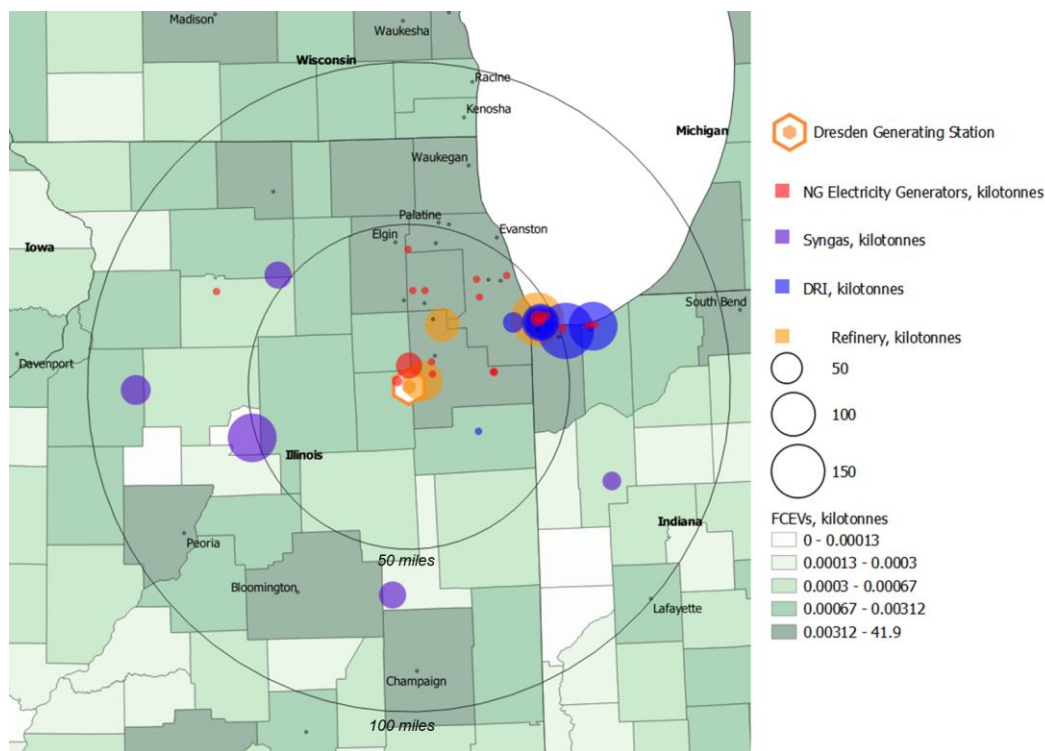 Madison
Waukesha
Wisconsin
Racine
Kenosha
Michigan
Waukegan
Palatine
Elgin
Evanston
Iowa
South Bend
Davenport
Illinois
Peoria
Indiana
50 miles
Bloomington
Lafayette
Champaign
100 miles
Dresden Generating Station
NG Electricity Generators, kilotonnes
Syngas, kilotonnes
DRI, kilotonnes
Refinery, kilotonnes
50
100
150
FCEVs, kilotonnes
0 - 0.00013
0.00013 - 0.0003
0.0003 - 0.00067
0.00067 - 0.00312
0.00312 - 41.9